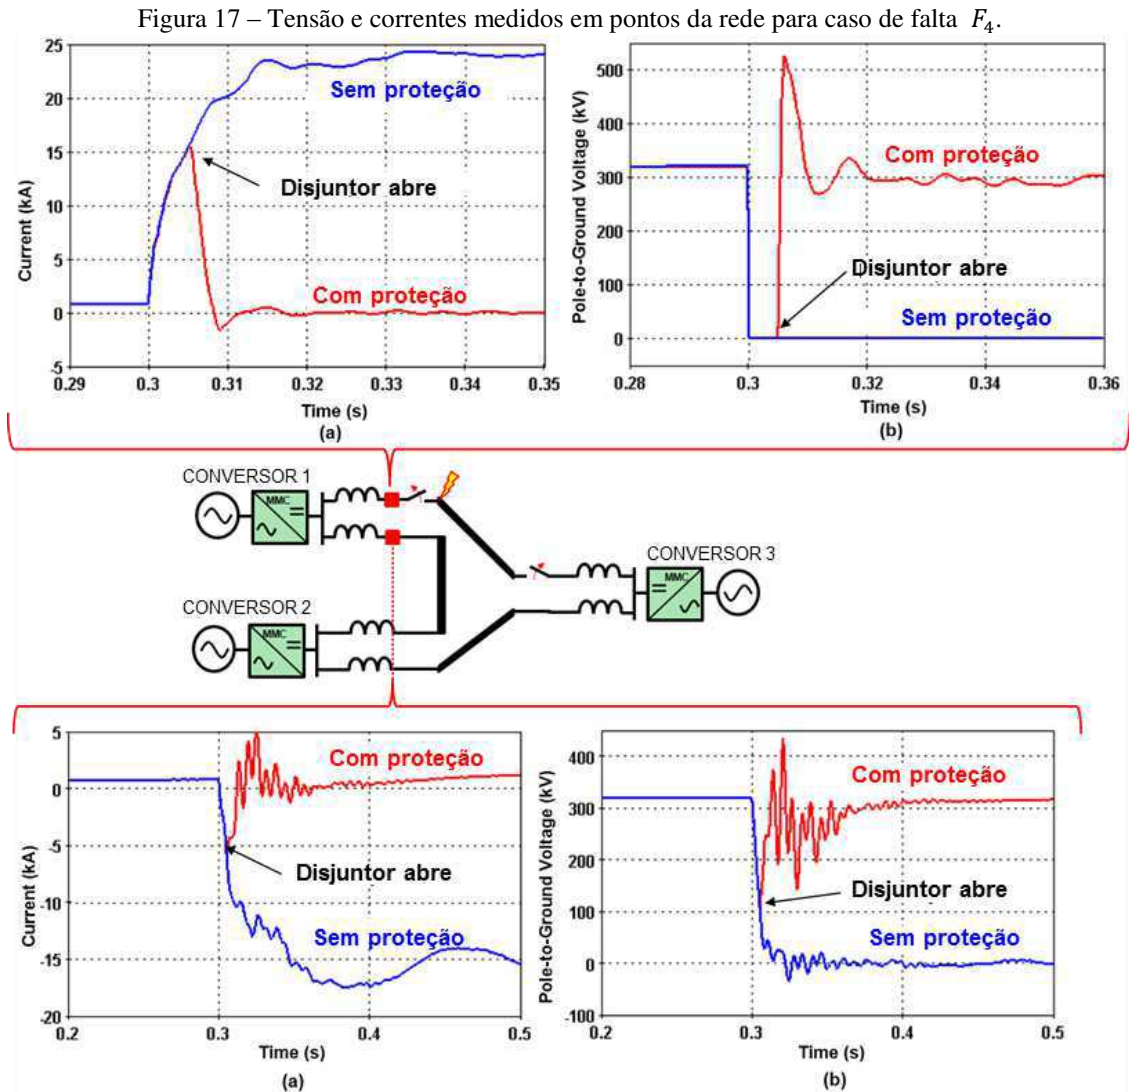 Figura 17 – Tensão e correntes medidos em pontos da rede para caso de falta F₄.
25
20
15
10
5
0
-5
0.29
0.3
0.31
0.32
0.33
0.34
0.35
Current (kA)
Time (s)
(a)
Sem proteção
Disjuntor abre
Com proteção
500
400
300
200
100
0
0.28
0.3
0.32
0.34
0.36
Pole-to-Ground Voltage (kV)
Time (s)
(b)
Com proteção
Disjuntor abre
Sem proteção
CONVERSOR 1
MMC
CONVERSOR 3
MMC
CONVERSOR 2
MMC
5
0
-5
-10
-15
-20
0.2
0.3
0.4
0.5
Current (kA)
Time (s)
(a)
Com proteção
Disjuntor abre
Sem proteção
400
300
200
100
0
-100
0.2
0.3
0.4
0.5
Pole-to-Ground Voltage (kV)
Time (s)
(b)
Com proteção
Disjuntor abre
Sem proteção